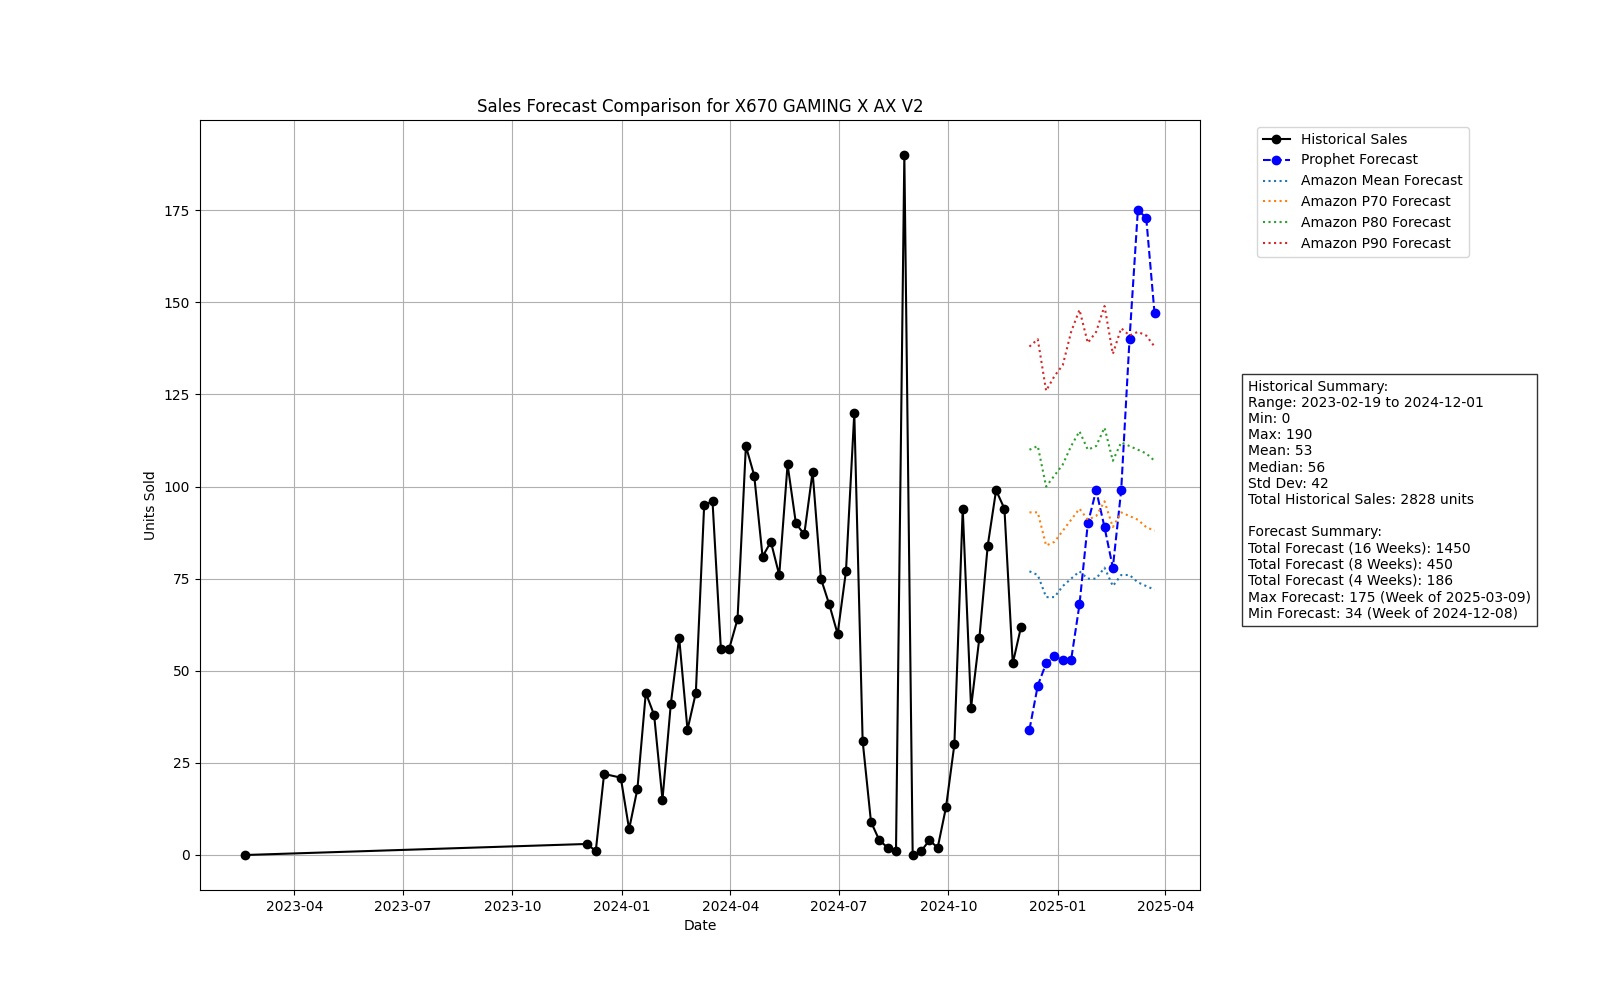 Sales Forecast Comparison for X670 GAMING X AX V2
Historical Sales
Prophet Forecast
Amazon Mean Forecast
Amazon P70 Forecast
Amazon P80 Forecast
Amazon P90 Forecast
Units Sold
175
150
125
100
75
50
25
0
2023-04
2023-07
2023-10
2024-01
2024-04
2024-07
2024-10
2025-01
2025-04
Date
Historical Summary:
Range: 2023-02-19 to 2024-12-01
Min: 0
Max: 190
Mean: 53
Median: 56
Std Dev: 42
Total Historical Sales: 2828 units
Forecast Summary:
Total Forecast (16 Weeks): 1450
Total Forecast (8 Weeks): 450
Total Forecast (4 Weeks): 186
Max Forecast: 175 (Week of 2025-03-09)
Min Forecast: 34 (Week of 2024-12-08)